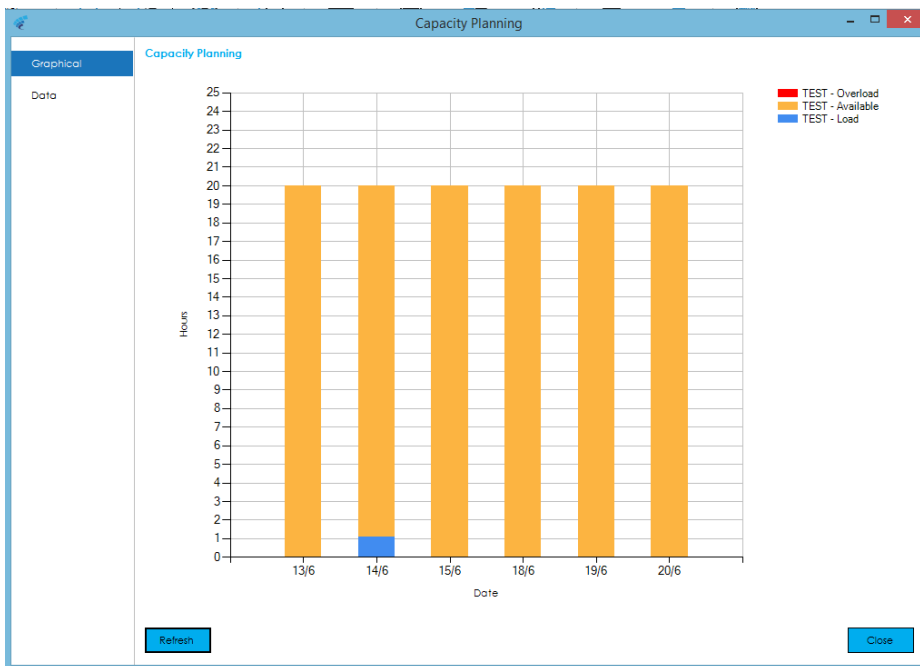 Capacity Planning
Graphical
Data
Capacity Planning
TEST - Overload
TEST - Available
TEST - Load
25
24
23
22
21
20
19
18
17
16
15
14
13
12
11
10
9
8
7
6
5
4
3
2
1
0
Hours
13/6 14/6 15/6 18/6 19/6 20/6
Date
Refresh
Close